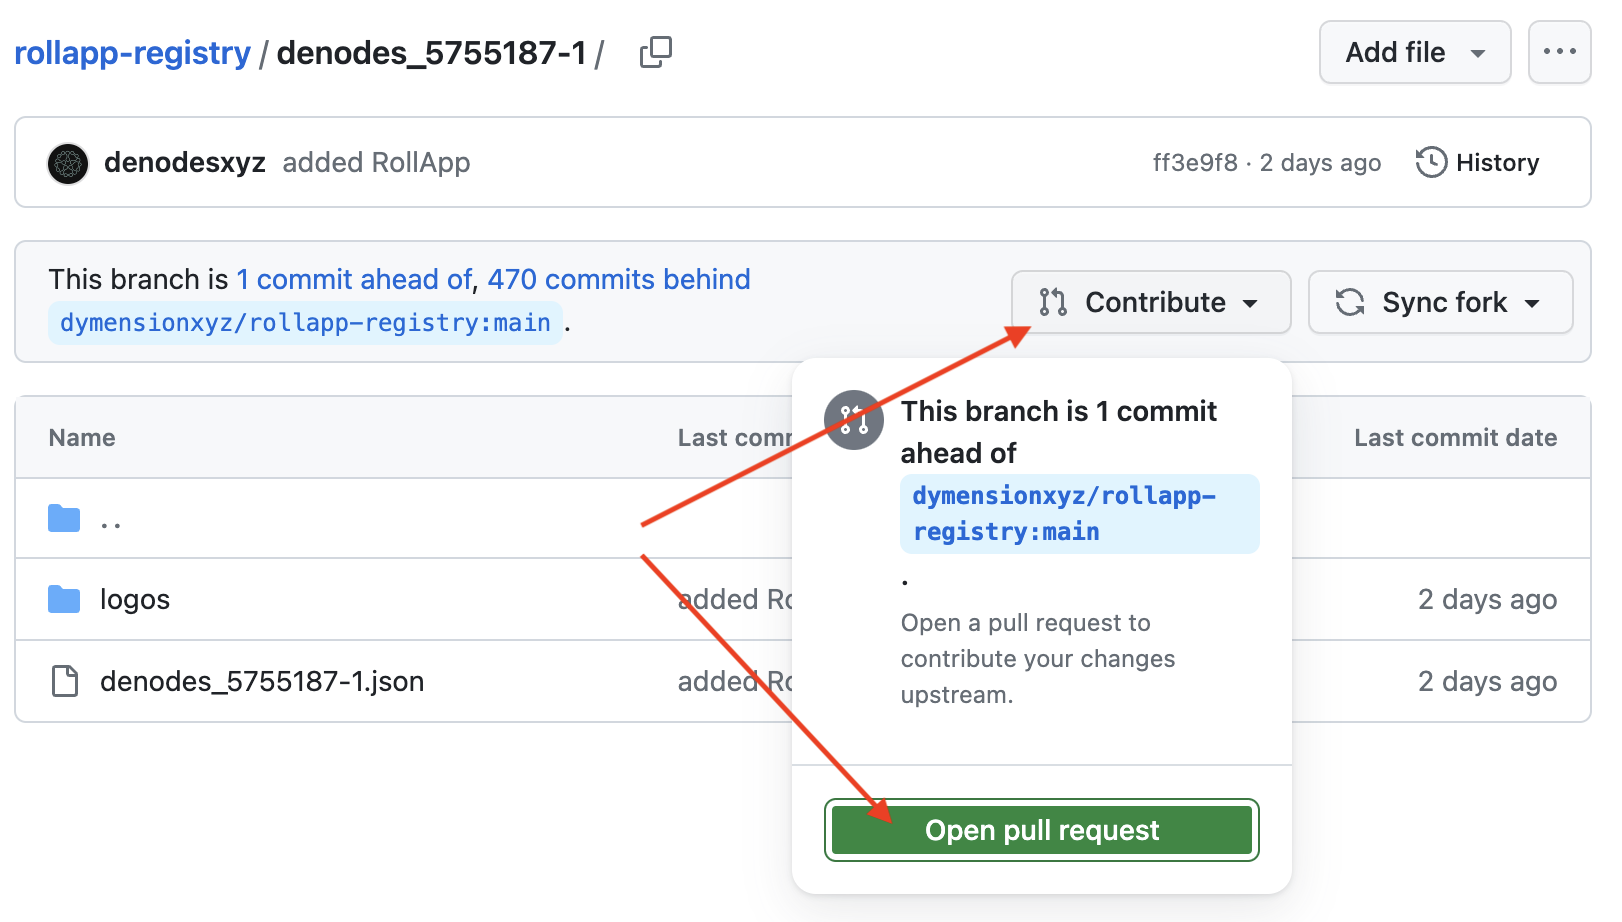 rollapp-registry / denodes_5755187-1 /
Add file
denodesxyz added RollApp
ff3e9f8 · 2 days ago
History
This branch is 1 commit ahead of, 470 commits behind
dymensionxyz/rollapp-registry:main .
Contribute
Sync fork
Name
Last comm
Last commit date
..
logos
added Ro
2 days ago
denodes_5755187-1.json
added Ro
2 days ago
This branch is 1 commit
ahead of
dymensionxyz/rollapp-
registry:main
.
Open a pull request to
contribute your changes
upstream.
Open pull request